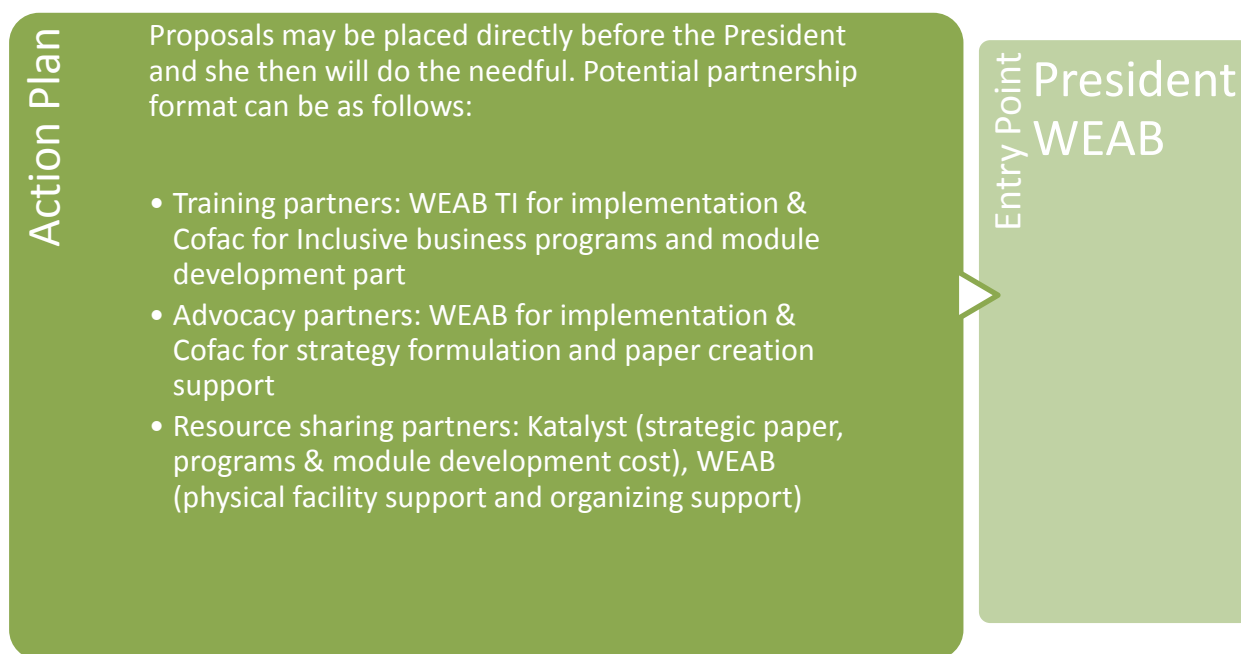 Action Plan
Proposals may be placed directly before the President
and she then will do the needful. Potential partnership
format can be as follows:
• Training partners: WEAB TI for implementation &
Cofac for Inclusive business programs and module
development part
• Advocacy partners: WEAB for implementation &
Cofac for strategy formulation and paper creation
support
• Resource sharing partners: Katalyst (strategic paper,
programs & module development cost), WEAB
(physical facility support and organizing support)
Entry Point
President
WEAB